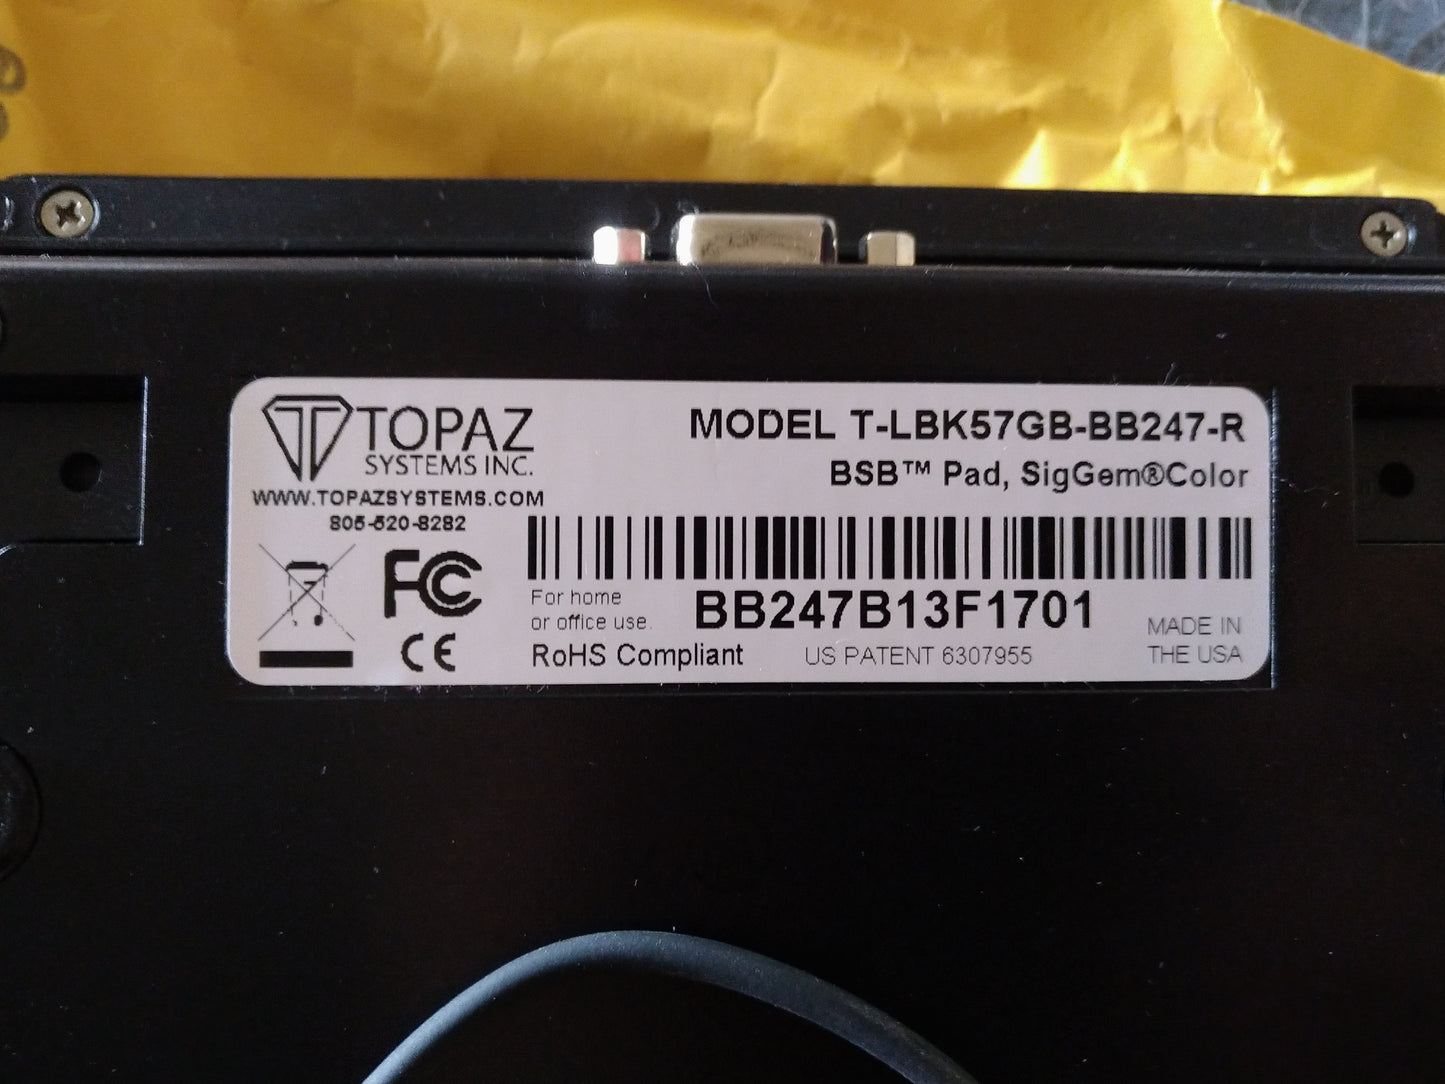 TOPAZ
SYSTEMS INC.
WWW.TOPAZSYSTEMS.COM
805-520-8282
MODEL T-LBK57GB-BB247-R
BSB™ Pad, SigGem®Color
FC
CE
For home
or office use.
BB247B13F1701
RoHS Compliant
US PATENT 6307955
MADE IN
THE USA